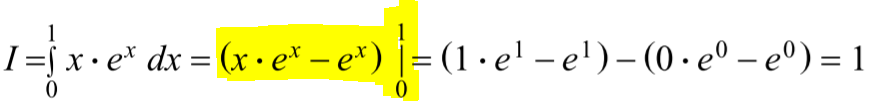 I = ∫₀¹ x · eˣ dx = (x · eˣ – eˣ) |₀¹ = (1 · e¹ – e¹) – (0 · e⁰ – e⁰) = 1